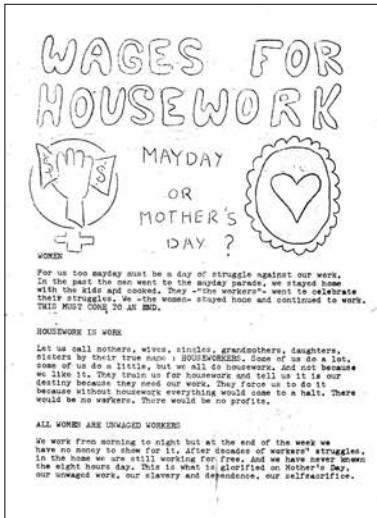 WAGES FOR
HOUSEWORK
MAYDAY
OR
MOTHER'S
DAY ?
WOMEN
For us too mayday must be a day of struggle against our work.
In the past the men went to the mayday parade, we stayed home
with the kids and cooked. They -"the workers"- went to celebrate
their struggles. We -the women- stayed home and continued to work.
THIS MUST COME TO AN END.
HOUSEWORK IS WORK
Let us call mothers, wives, singles, grandmothers, daughters,
sisters by their true name : HOUSEWORKERS. Some of us do a lot,
some of us do a little, but we all do housework. And not because
we like it. They train us for housework and tell us it is our
destiny because they need our work. They force us to do it
because without housework everything would come to a halt. There
would be no workers. There would be no profits.
ALL WOMEN ARE UNWAGED WORKERS
We work from morning to night but at the end of the week we
have no money to show for it. After decades of workers' struggles,
in the home we are still working for free. And we have never known
the eight hours day. This is what is glorified on Mother's Day,
our unwaged work, our slavery and dependence, our selfsacrifice.